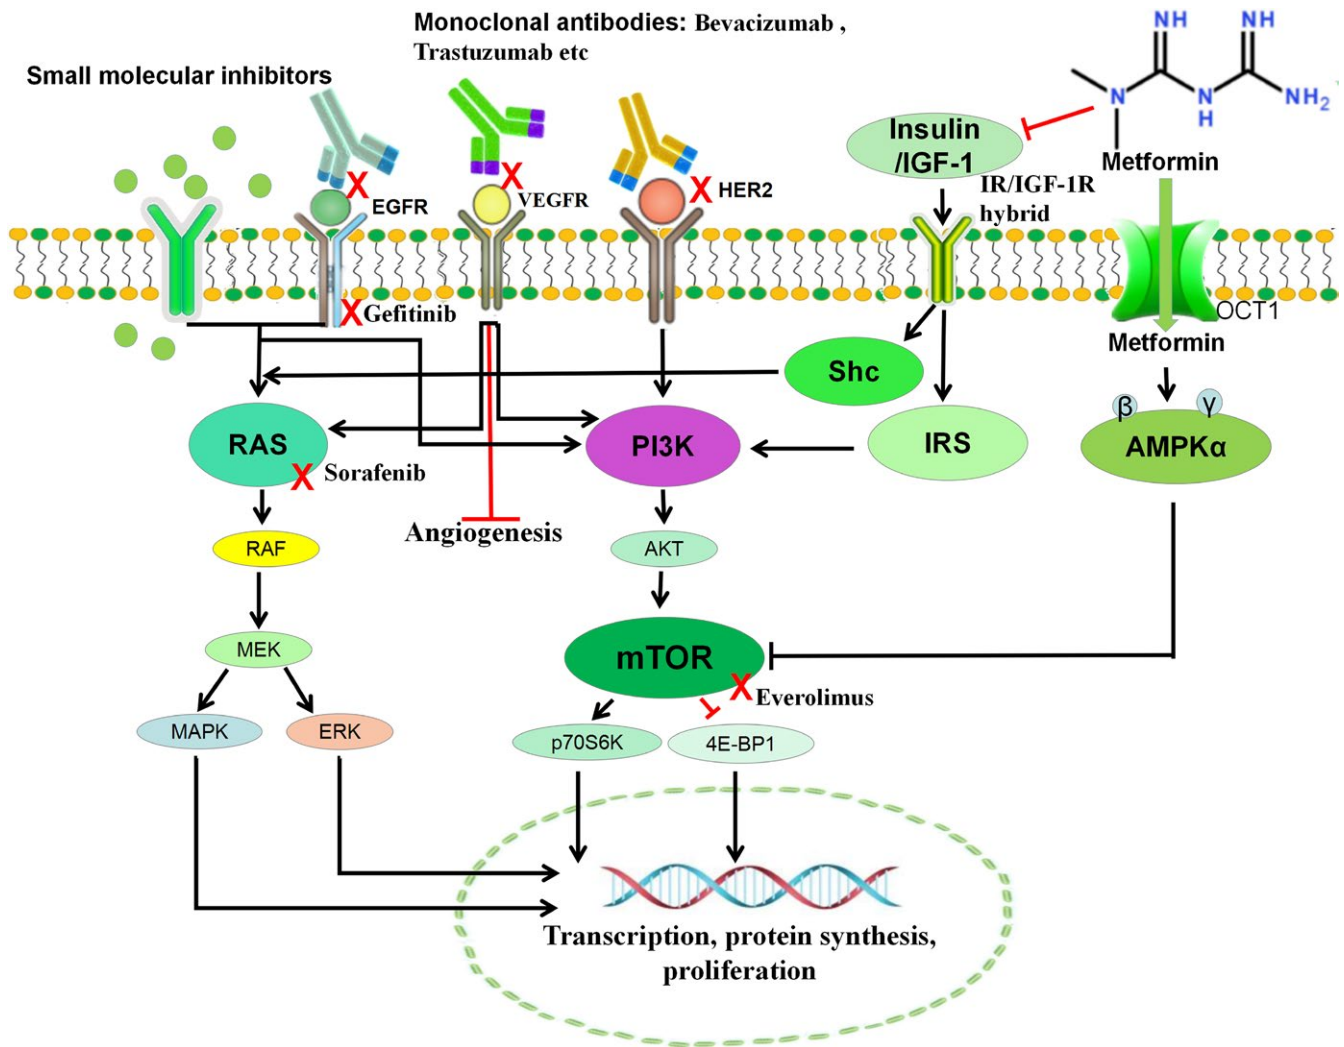 Monoclonal antibodies: Bevacizumab ,
Trastuzumab etc
Small molecular inhibitors
NH NH
N
N
H
NH2
Insulin
/IGF-1
Metformin
IR/IGF-1R
hybrid
X
X
X
EGFR
VEGFR
HER2
X
Gefitinib
OCT1
Metformin
Shc
β
γ
RAS
PI3K
IRS
AMPKα
X
Sorafenib
Angiogenesis
RAF
AKT
MEK
mTOR
X
Everolimus
MAPK
ERK
p70S6K
4E-BP1
Transcription, protein synthesis,
proliferation